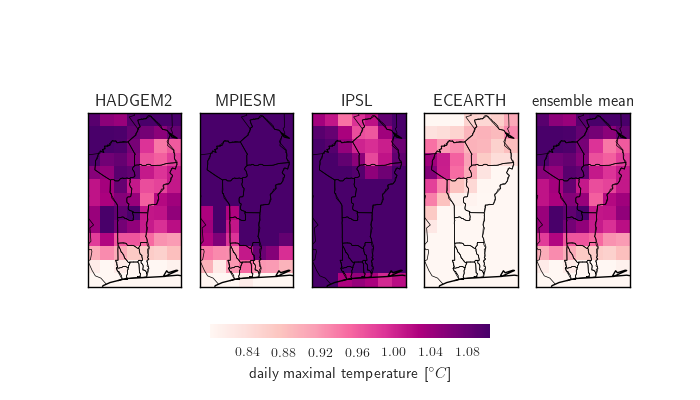 HADGEM2 MPIESM IPSL ECEARTH ensemble mean
0.84 0.88 0.92 0.96 1.00 1.04 1.08
daily maximal temperature [°C]